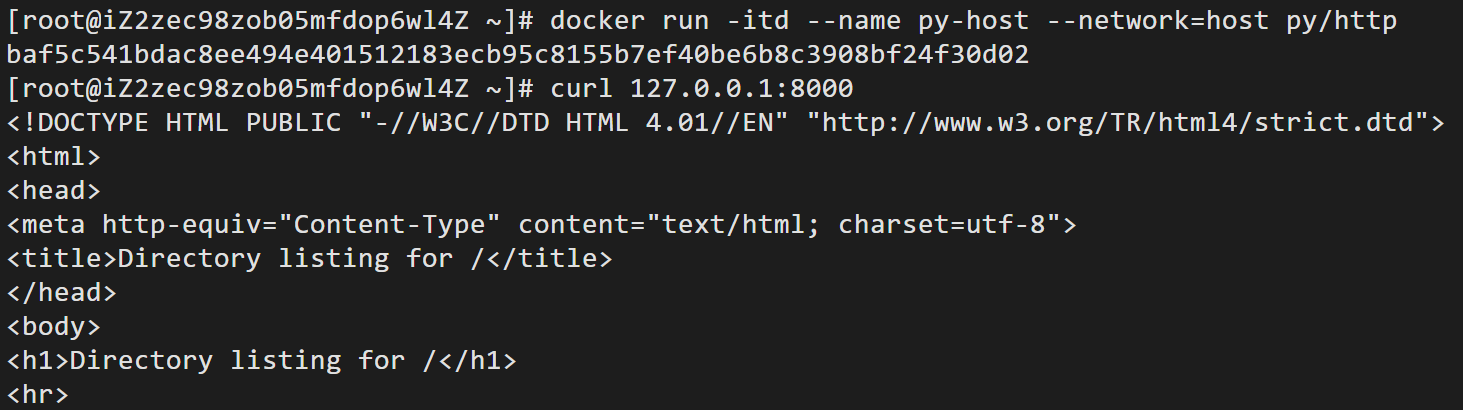 [root@iZ2zec98zob05mfdop6wl4Z ~]# docker run -itd --name py-host --network=host py/http
baf5c541bdac8ee494e401512183ecb95c8155b7ef40be6b8c3908bf24f30d02
[root@iZ2zec98zob05mfdop6wl4Z ~]# curl 127.0.0.1:8000
<!DOCTYPE HTML PUBLIC "-//W3C//DTD HTML 4.01//EN" "http://www.w3.org/TR/html4/strict.dtd">
<html>
<head>
<meta http-equiv="Content-Type" content="text/html; charset=utf-8">
<title>Directory listing for /</title>
</head>
<body>
<h1>Directory listing for /</h1>
<hr>